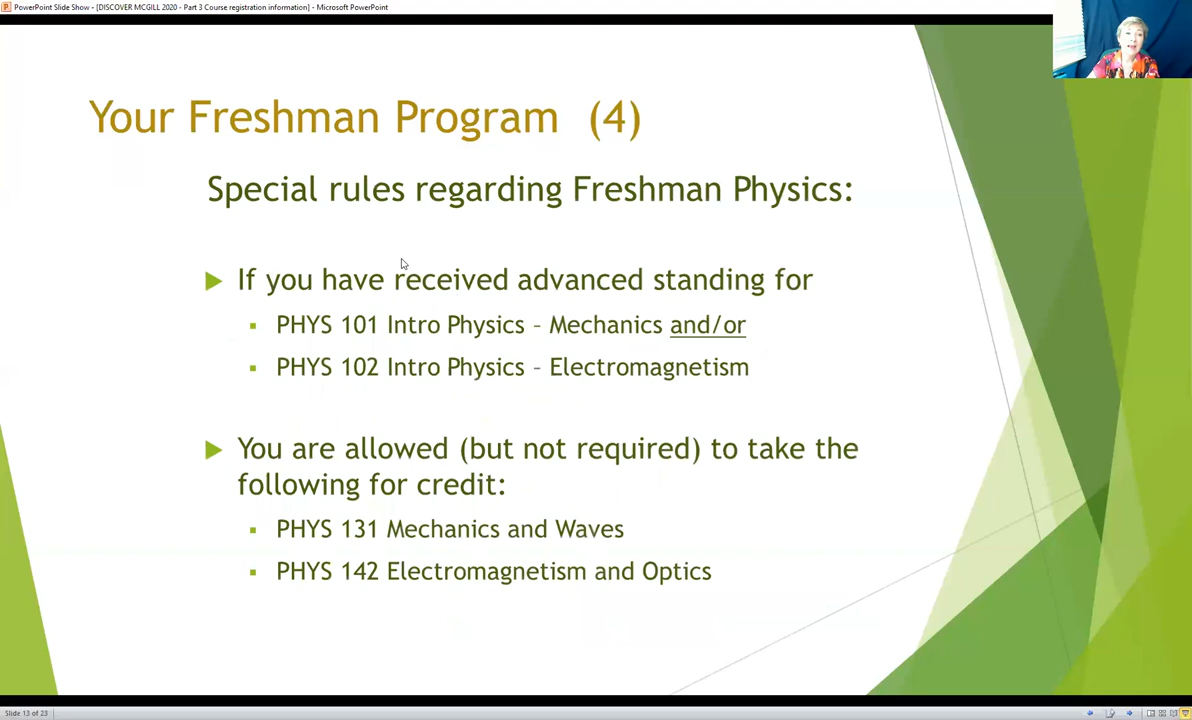 PowerPoint Slide Show - [DISCOVER MCGILL 2020 - Part 3 Course registration information] - Microsoft PowerPoint
Your Freshman Program (4)
Special rules regarding Freshman Physics:
If you have received advanced standing for
PHYS 101 Intro Physics – Mechanics and/or
PHYS 102 Intro Physics – Electromagnetism
You are allowed (but not required) to take the
following for credit:
PHYS 131 Mechanics and Waves
PHYS 142 Electromagnetism and Optics
Slide 13 of 23